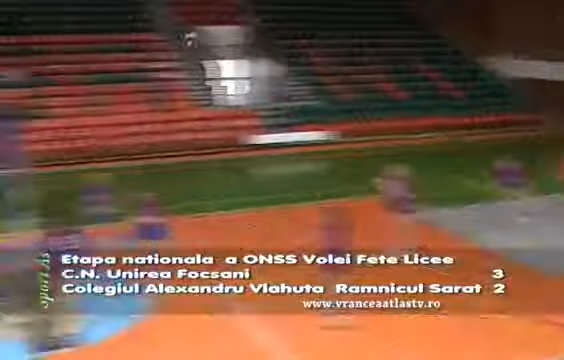 Etapa nationala a ONSS Volei Fete Licee
C.N. Unirea Focsani 3
Colegiul Alexandru Vlahuta Ramnicul Sarat 2
www.vranceaatlastv.ro